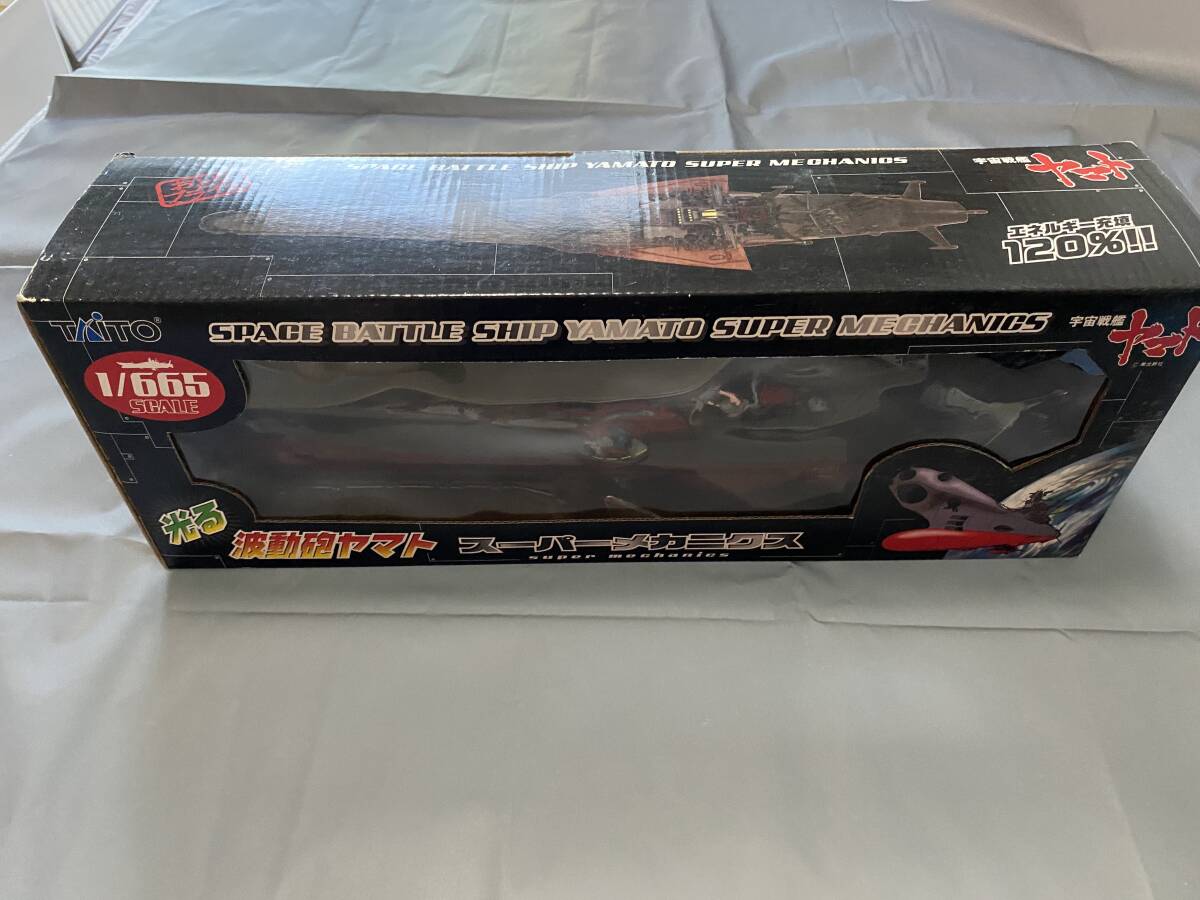 SPACE BATTLE SHIP YAMATO SUPER MECHANICS
宇宙戦艦
ヤマト
エネルギー充填
120%!!
TAITO®
SPACE BATTLE SHIP YAMATO SUPER MECHANICS
宇宙戦艦
ヤマト
1/665
SCALE
光る
波動砲ヤマト
スーパーメカニクス
super mechanics